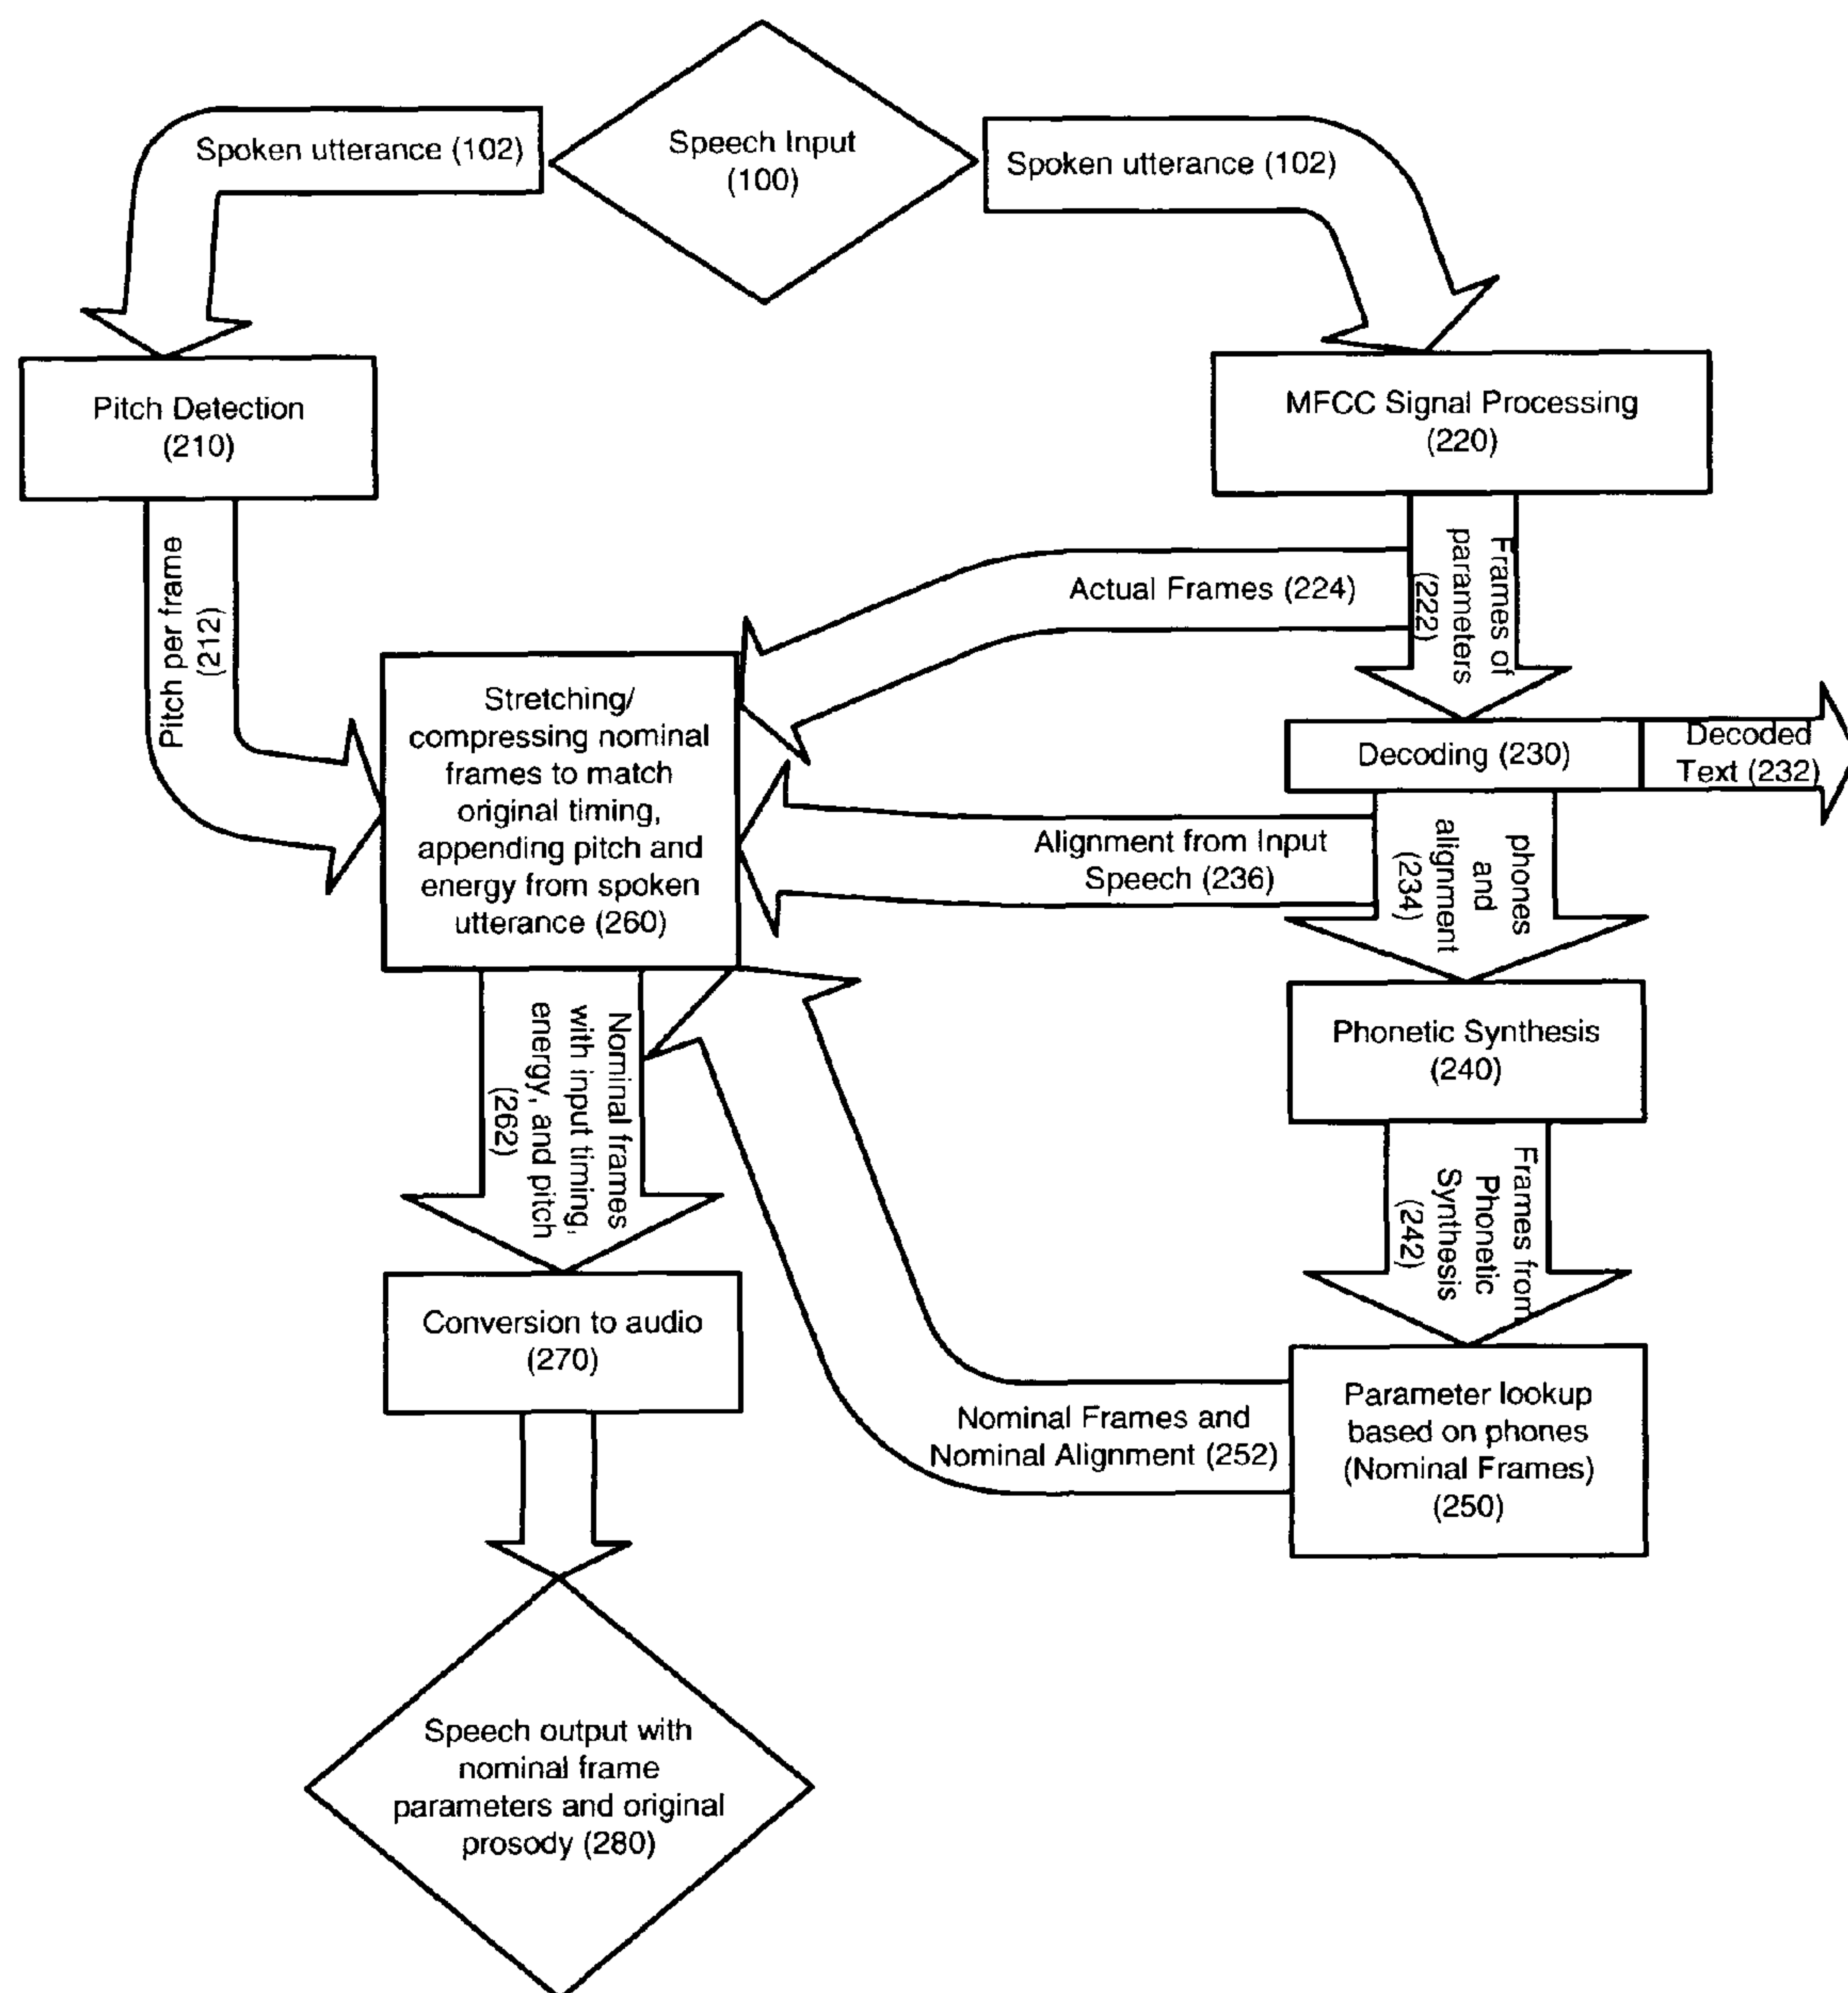 Speech Input
(100)
Spoken utterance (102)
Spoken utterance (102)
Pitch Detection
(210)
MFCC Signal Processing
(220)
Pitch per frame
(212)
Frames of
parameters
(222)
Actual Frames (224)
Stretching/
compressing nominal
frames to match
original timing,
appending pitch and
energy from spoken
utterance (260)
Decoding (230)
Decoded
Text (232)
Alignment from Input
Speech (236)
phones
and
alignment
(234)
Phonetic Synthesis
(240)
Nominal frames
with input timing,
energy, and pitch
(262)
Frames from
Phonetic
Synthesis
(242)
Conversion to audio
(270)
Nominal Frames and
Nominal Alignment (252)
Parameter lookup
based on phones
(Nominal Frames)
(250)
Speech output with
nominal frame
parameters and original
prosody (280)